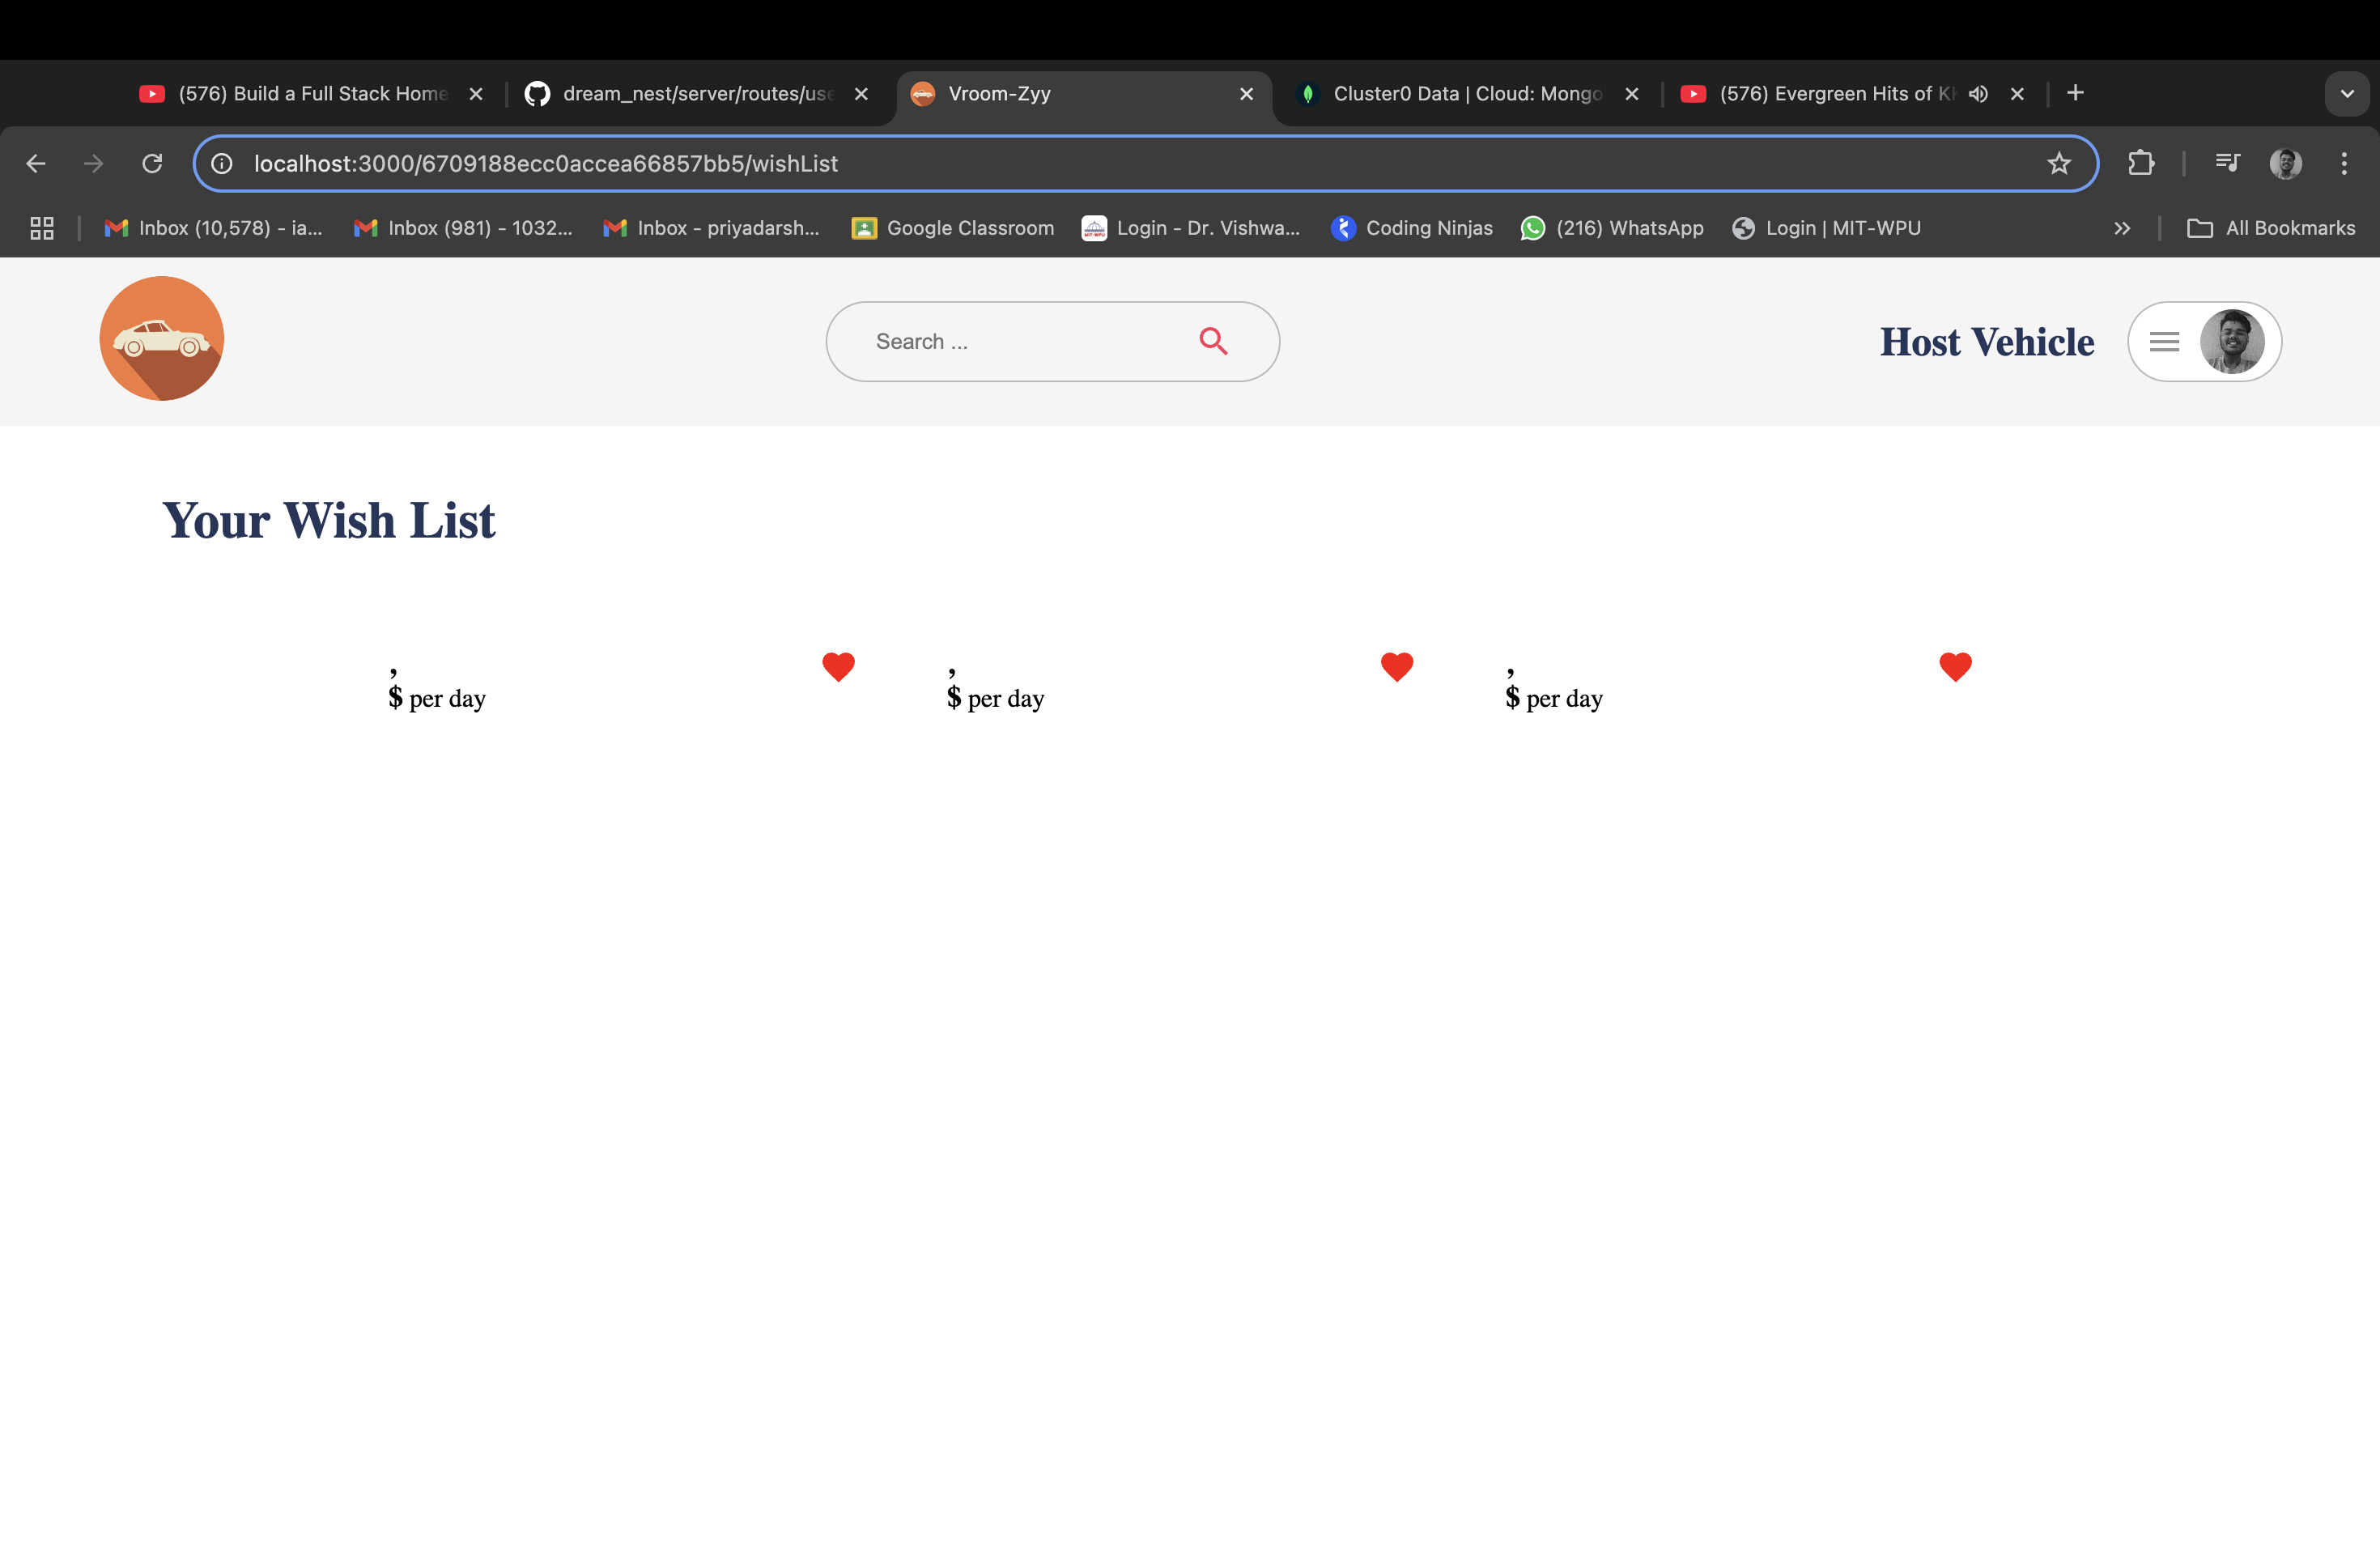 (576) Build a Full Stack Home
dream_nest/server/routes/use
Vroom-Zyy
Cluster0 Data | Cloud: Mongo
(576) Evergreen Hits of KK
localhost:3000/6709188ecc0accea66857bb5/wishList
Inbox (10,578) - ia...
Inbox (981) - 1032...
Inbox - priyadarsh...
Google Classroom
Login - Dr. Vishwa...
Coding Ninjas
(216) WhatsApp
Login | MIT-WPU
All Bookmarks
Search ...
Host Vehicle
Your Wish List
,
$ per day
,
$ per day
,
$ per day